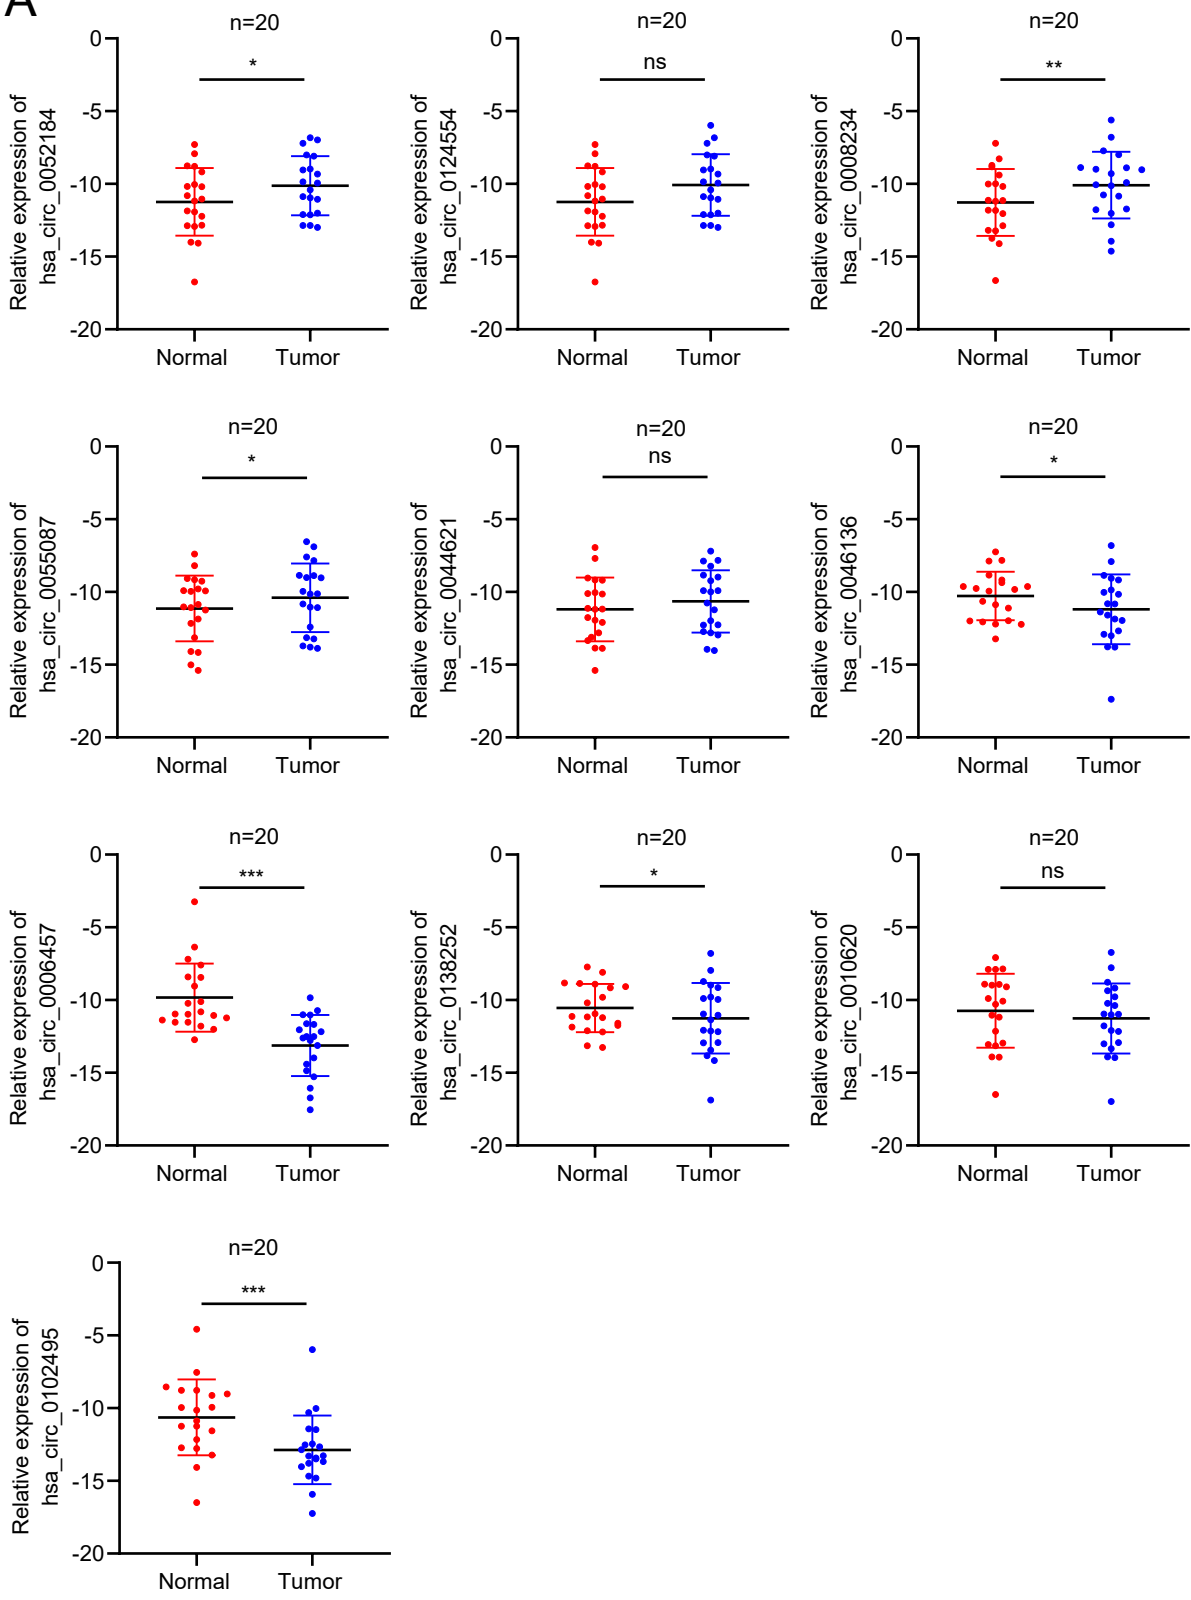 A
n=20
*
0
-5
-10
-15
-20
Relative expression of
hsa_circ_0052184
Normal Tumor
n=20
ns
0
-5
-10
-15
-20
Relative expression of
hsa_circ_0124554
Normal Tumor
n=20
**
0
-5
-10
-15
-20
Relative expression of
hsa_circ_0008234
Normal Tumor
n=20
*
0
-5
-10
-15
-20
Relative expression of
hsa_circ_0055087
Normal Tumor
n=20
ns
0
-5
-10
-15
-20
Relative expression of
hsa_circ_0044621
Normal Tumor
n=20
*
0
-5
-10
-15
-20
Relative expression of
hsa_circ_0046136
Normal Tumor
n=20
***
0
-5
-10
-15
-20
Relative expression of
hsa_circ_0006457
Normal Tumor
n=20
*
0
-5
-10
-15
-20
Relative expression of
hsa_circ_0138252
Normal Tumor
n=20
ns
0
-5
-10
-15
-20
Relative expression of
hsa_circ_0010620
Normal Tumor
n=20
***
0
-5
-10
-15
-20
Relative expression of
hsa_circ_0102495
Normal Tumor